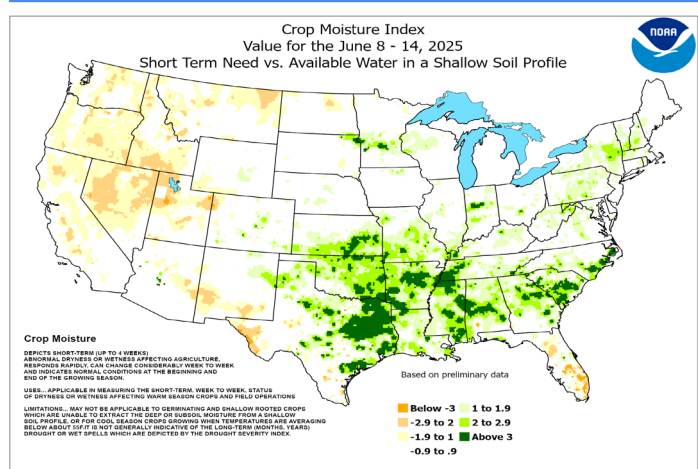 Crop Moisture Index
Value for the June 8 - 14, 2025
Short Term Need vs. Available Water in a Shallow Soil Profile
NOAA
Crop Moisture
DEPICTS SHORT-TERM (UP TO 4 WEEKS)
ABNORMAL DRYNESS OR WETNESS AFFECTING AGRICULTURE,
RESPONDS RAPIDLY, CAN CHANGE CONSIDERABLY WEEK TO WEEK
AND INDICATES NORMAL CONDITIONS AT THE BEGINNING AND
END OF THE GROWING SEASON.
USES... APPLICABLE IN MEASURING THE SHORT-TERM, WEEK TO WEEK, STATUS
OF DRYNESS OR WETNESS AFFECTING WARM SEASON CROPS AND FIELD OPERATIONS
LIMITATIONS... MAY NOT BE APPLICABLE TO GERMINATING AND SHALLOW ROOTED CROPS
WHICH ARE UNABLE TO EXTRACT THE DEEP OR SUBSOIL MOISTURE FROM A SHALLOW
SOIL PROFILE, OR FOR COOL SEASON CROPS GROWING WHEN TEMPERATURES ARE AVERAGING
BELOW ABOUT 55F.IT IS NOT GENERALLY INDICATIVE OF THE LONG-TERM (MONTHS, YEARS)
DROUGHT OR WET SPELLS WHICH ARE DEPICTED BY THE DROUGHT SEVERITY INDEX.
Based on preliminary data
Below -3
-2.9 to 2
-1.9 to 1
-0.9 to .9
1 to 1.9
2 to 2.9
Above 3